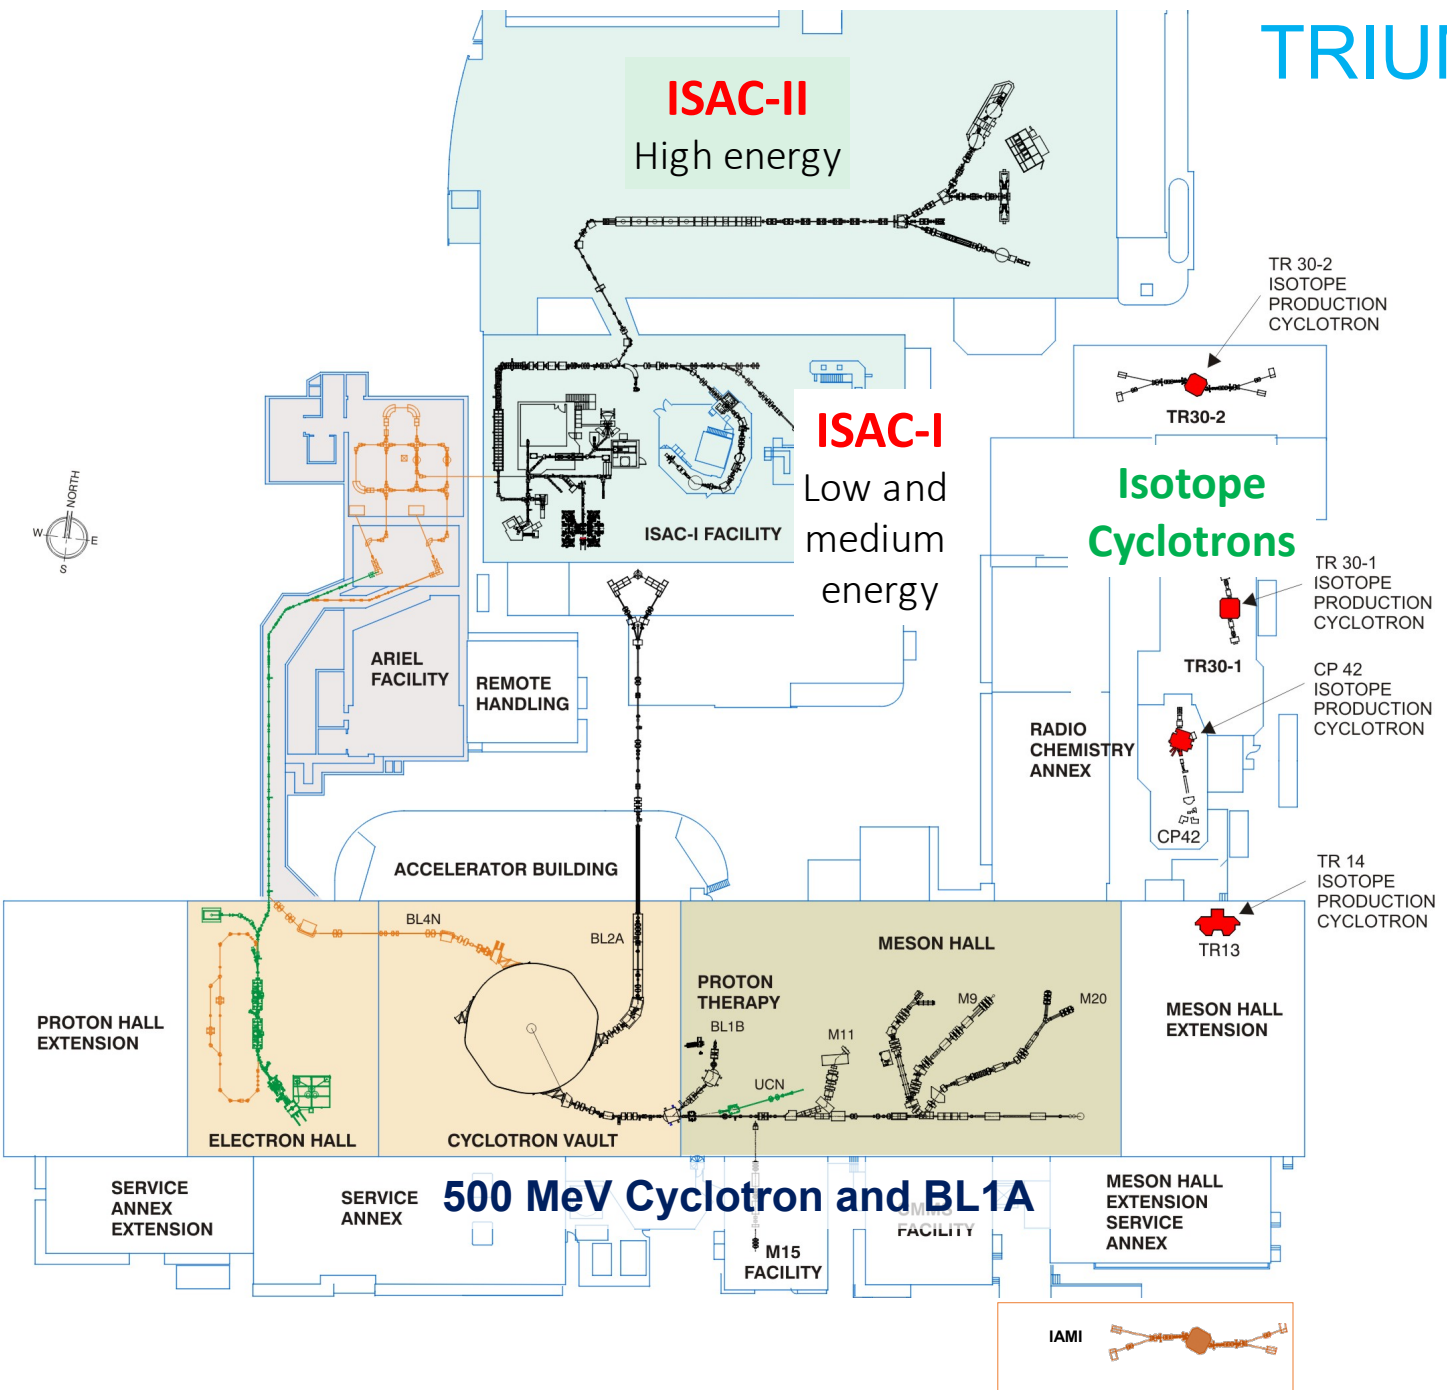 TRIUM
ISAC-II
High energy
TR 30-2
ISOTOPE
PRODUCTION
CYCLOTRON
TR30-2
ISAC-I
Low and
medium
energy
Isotope
Cyclotrons
NORTH
W
E
S
ISAC-I FACILITY
TR 30-1
ISOTOPE
PRODUCTION
CYCLOTRON
TR30-1
ARIEL
FACILITY
REMOTE
HANDLING
CP 42
ISOTOPE
PRODUCTION
CYCLOTRON
RADIO
CHEMISTRY
ANNEX
CP42
ACCELERATOR BUILDING
TR 14
ISOTOPE
PRODUCTION
CYCLOTRON
TR13
BL4N
BL2A
MESON HALL
PROTON
THERAPY
BL1B
M9
M20
M11
UCN
PROTON HALL
EXTENSION
MESON HALL
EXTENSION
ELECTRON HALL
CYCLOTRON VAULT
500 MeV Cyclotron and BL1A
SERVICE
ANNEX
EXTENSION
SERVICE
ANNEX
M15
FACILITY
CMMS
FACILITY
MESON HALL
EXTENSION
SERVICE
ANNEX
IAMI